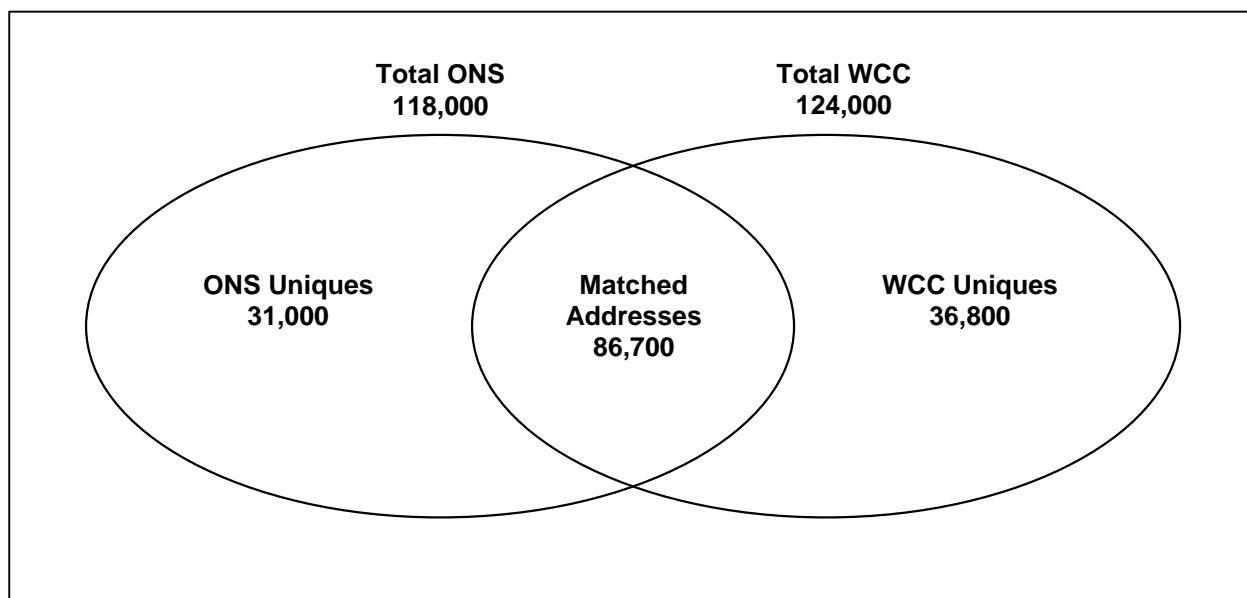 Total ONS
118,000
Total WCC
124,000
ONS Uniques
31,000
Matched
Addresses
86,700
WCC Uniques
36,800